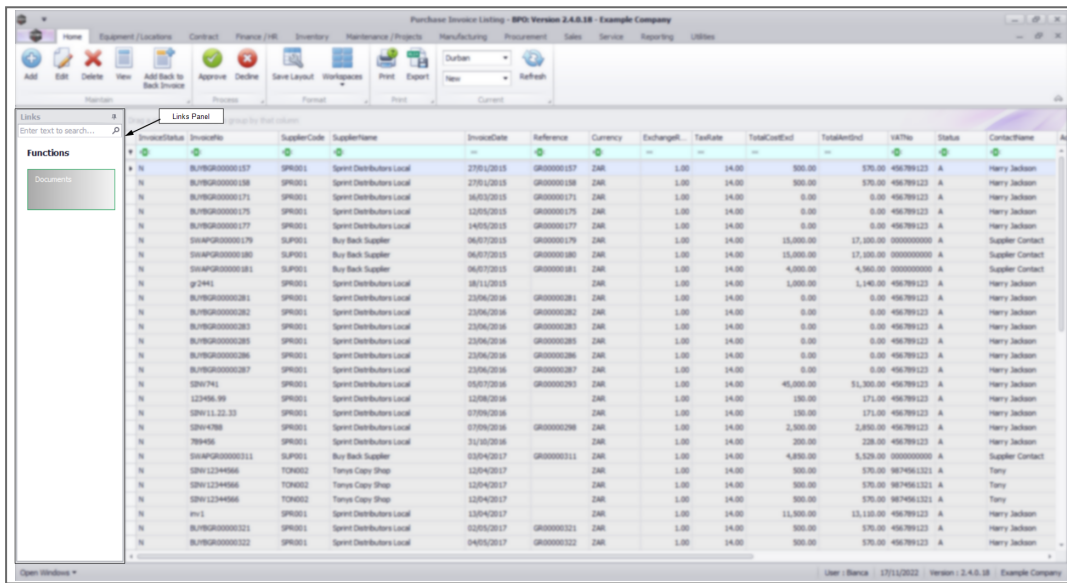 Purchase Invoice Listing - BPO: Version 2.4.0.18 - Example Company
Home Equipment / Locations Contract Finance / HR Inventory Maintenance / Projects Manufacturing Procurement Sales Service Reporting Utilities
Add Edit Delete View Add Back to Back Invoice Approve Decline Save Layout Workspaces Print Export Durban New Refresh
Maintain Process Format Print Current
Links
Links Panel
Enter text to search...
Functions
Documents
InvoiceStatus InvoiceNo SupplierCode SupplierName InvoiceDate Reference Currency ExchangeR... TaxRate TotalCostExcl TotalAmtIncl VATNo Status ContactName
N BUYBGR00000157 SPR001 Sprint Distributors Local 27/01/2015 GR00000157 ZAR 1.00 14.00 500.00 570.00 456789123 A Harry Jackson
N BUYBGR00000158 SPR001 Sprint Distributors Local 27/01/2015 GR00000158 ZAR 1.00 14.00 500.00 570.00 456789123 A Harry Jackson
N BUYBGR00000171 SPR001 Sprint Distributors Local 16/03/2015 GR00000171 ZAR 1.00 14.00 0.00 0.00 456789123 A Harry Jackson
N BUYBGR00000175 SPR001 Sprint Distributors Local 12/05/2015 GR00000175 ZAR 1.00 14.00 0.00 0.00 456789123 A Harry Jackson
N BUYBGR00000177 SPR001 Sprint Distributors Local 14/05/2015 GR00000177 ZAR 1.00 14.00 0.00 0.00 456789123 A Harry Jackson
N SWAPGR00000179 SUP001 Buy Back Supplier 06/07/2015 GR00000179 ZAR 1.00 14.00 15,000.00 17,100.00 0000000000 A Supplier Contact
N SWAPGR00000180 SUP001 Buy Back Supplier 06/07/2015 GR00000180 ZAR 1.00 14.00 15,000.00 17,100.00 0000000000 A Supplier Contact
N SWAPGR00000181 SUP001 Buy Back Supplier 06/07/2015 GR00000181 ZAR 1.00 14.00 4,000.00 4,560.00 0000000000 A Supplier Contact
N gr2441 SPR001 Sprint Distributors Local 18/11/2015 ZAR 1.00 14.00 1,000.00 1,140.00 456789123 A Harry Jackson
N BUYBGR00000281 SPR001 Sprint Distributors Local 23/06/2016 GR00000281 ZAR 1.00 14.00 0.00 0.00 456789123 A Harry Jackson
N BUYBGR00000282 SPR001 Sprint Distributors Local 23/06/2016 GR00000282 ZAR 1.00 14.00 0.00 0.00 456789123 A Harry Jackson
N BUYBGR00000283 SPR001 Sprint Distributors Local 23/06/2016 GR00000283 ZAR 1.00 14.00 0.00 0.00 456789123 A Harry Jackson
N BUYBGR00000285 SPR001 Sprint Distributors Local 23/06/2016 GR00000285 ZAR 1.00 14.00 0.00 0.00 456789123 A Harry Jackson
N BUYBGR00000286 SPR001 Sprint Distributors Local 23/06/2016 GR00000286 ZAR 1.00 14.00 0.00 0.00 456789123 A Harry Jackson
N BUYBGR00000287 SPR001 Sprint Distributors Local 23/06/2016 GR00000287 ZAR 1.00 14.00 0.00 0.00 456789123 A Harry Jackson
N SINV741 SPR001 Sprint Distributors Local 05/07/2016 GR00000293 ZAR 1.00 14.00 45,000.00 51,300.00 456789123 A Harry Jackson
N 123456.99 SPR001 Sprint Distributors Local 12/08/2016 ZAR 1.00 14.00 150.00 171.00 456789123 A Harry Jackson
N SINV11.22.33 SPR001 Sprint Distributors Local 07/09/2016 ZAR 1.00 14.00 150.00 171.00 456789123 A Harry Jackson
N SINV4788 SPR001 Sprint Distributors Local 07/09/2016 GR00000298 ZAR 1.00 14.00 2,500.00 2,850.00 456789123 A Harry Jackson
N 789456 SPR001 Sprint Distributors Local 31/10/2016 ZAR 1.00 14.00 200.00 228.00 456789123 A Harry Jackson
N SWAPGR00000311 SUP001 Buy Back Supplier 03/04/2017 GR00000311 ZAR 1.00 14.00 4,850.00 5,529.00 0000000000 A Supplier Contact
N SINV12344566 TON002 Tonys Copy Shop 12/04/2017 ZAR 1.00 14.00 500.00 570.00 9874561321 A Tony
N SINV12344566 TON002 Tonys Copy Shop 12/04/2017 ZAR 1.00 14.00 500.00 570.00 9874561321 A Tony
N SINV12344566 TON002 Tonys Copy Shop 12/04/2017 ZAR 1.00 14.00 500.00 570.00 9874561321 A Tony
N inv1 SPR001 Sprint Distributors Local 13/04/2017 ZAR 1.00 14.00 11,500.00 13,110.00 456789123 A Harry Jackson
N BUYBGR00000321 SPR001 Sprint Distributors Local 02/05/2017 GR00000321 ZAR 1.00 14.00 500.00 570.00 456789123 A Harry Jackson
N BUYBGR00000322 SPR001 Sprint Distributors Local 04/05/2017 GR00000322 ZAR 1.00 14.00 500.00 570.00 456789123 A Harry Jackson
Open Windows User : Bianca 17/11/2022 Version : 2.4.0.18 Example Company